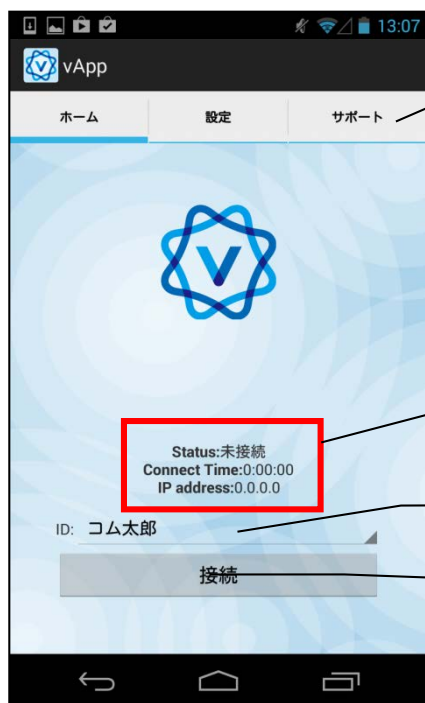 13:07
vApp
ホーム 設定 サポート
V
Status:未接続
Connect Time:0:00:00
IP address:0.0.0.0
ID: コム太郎
接続